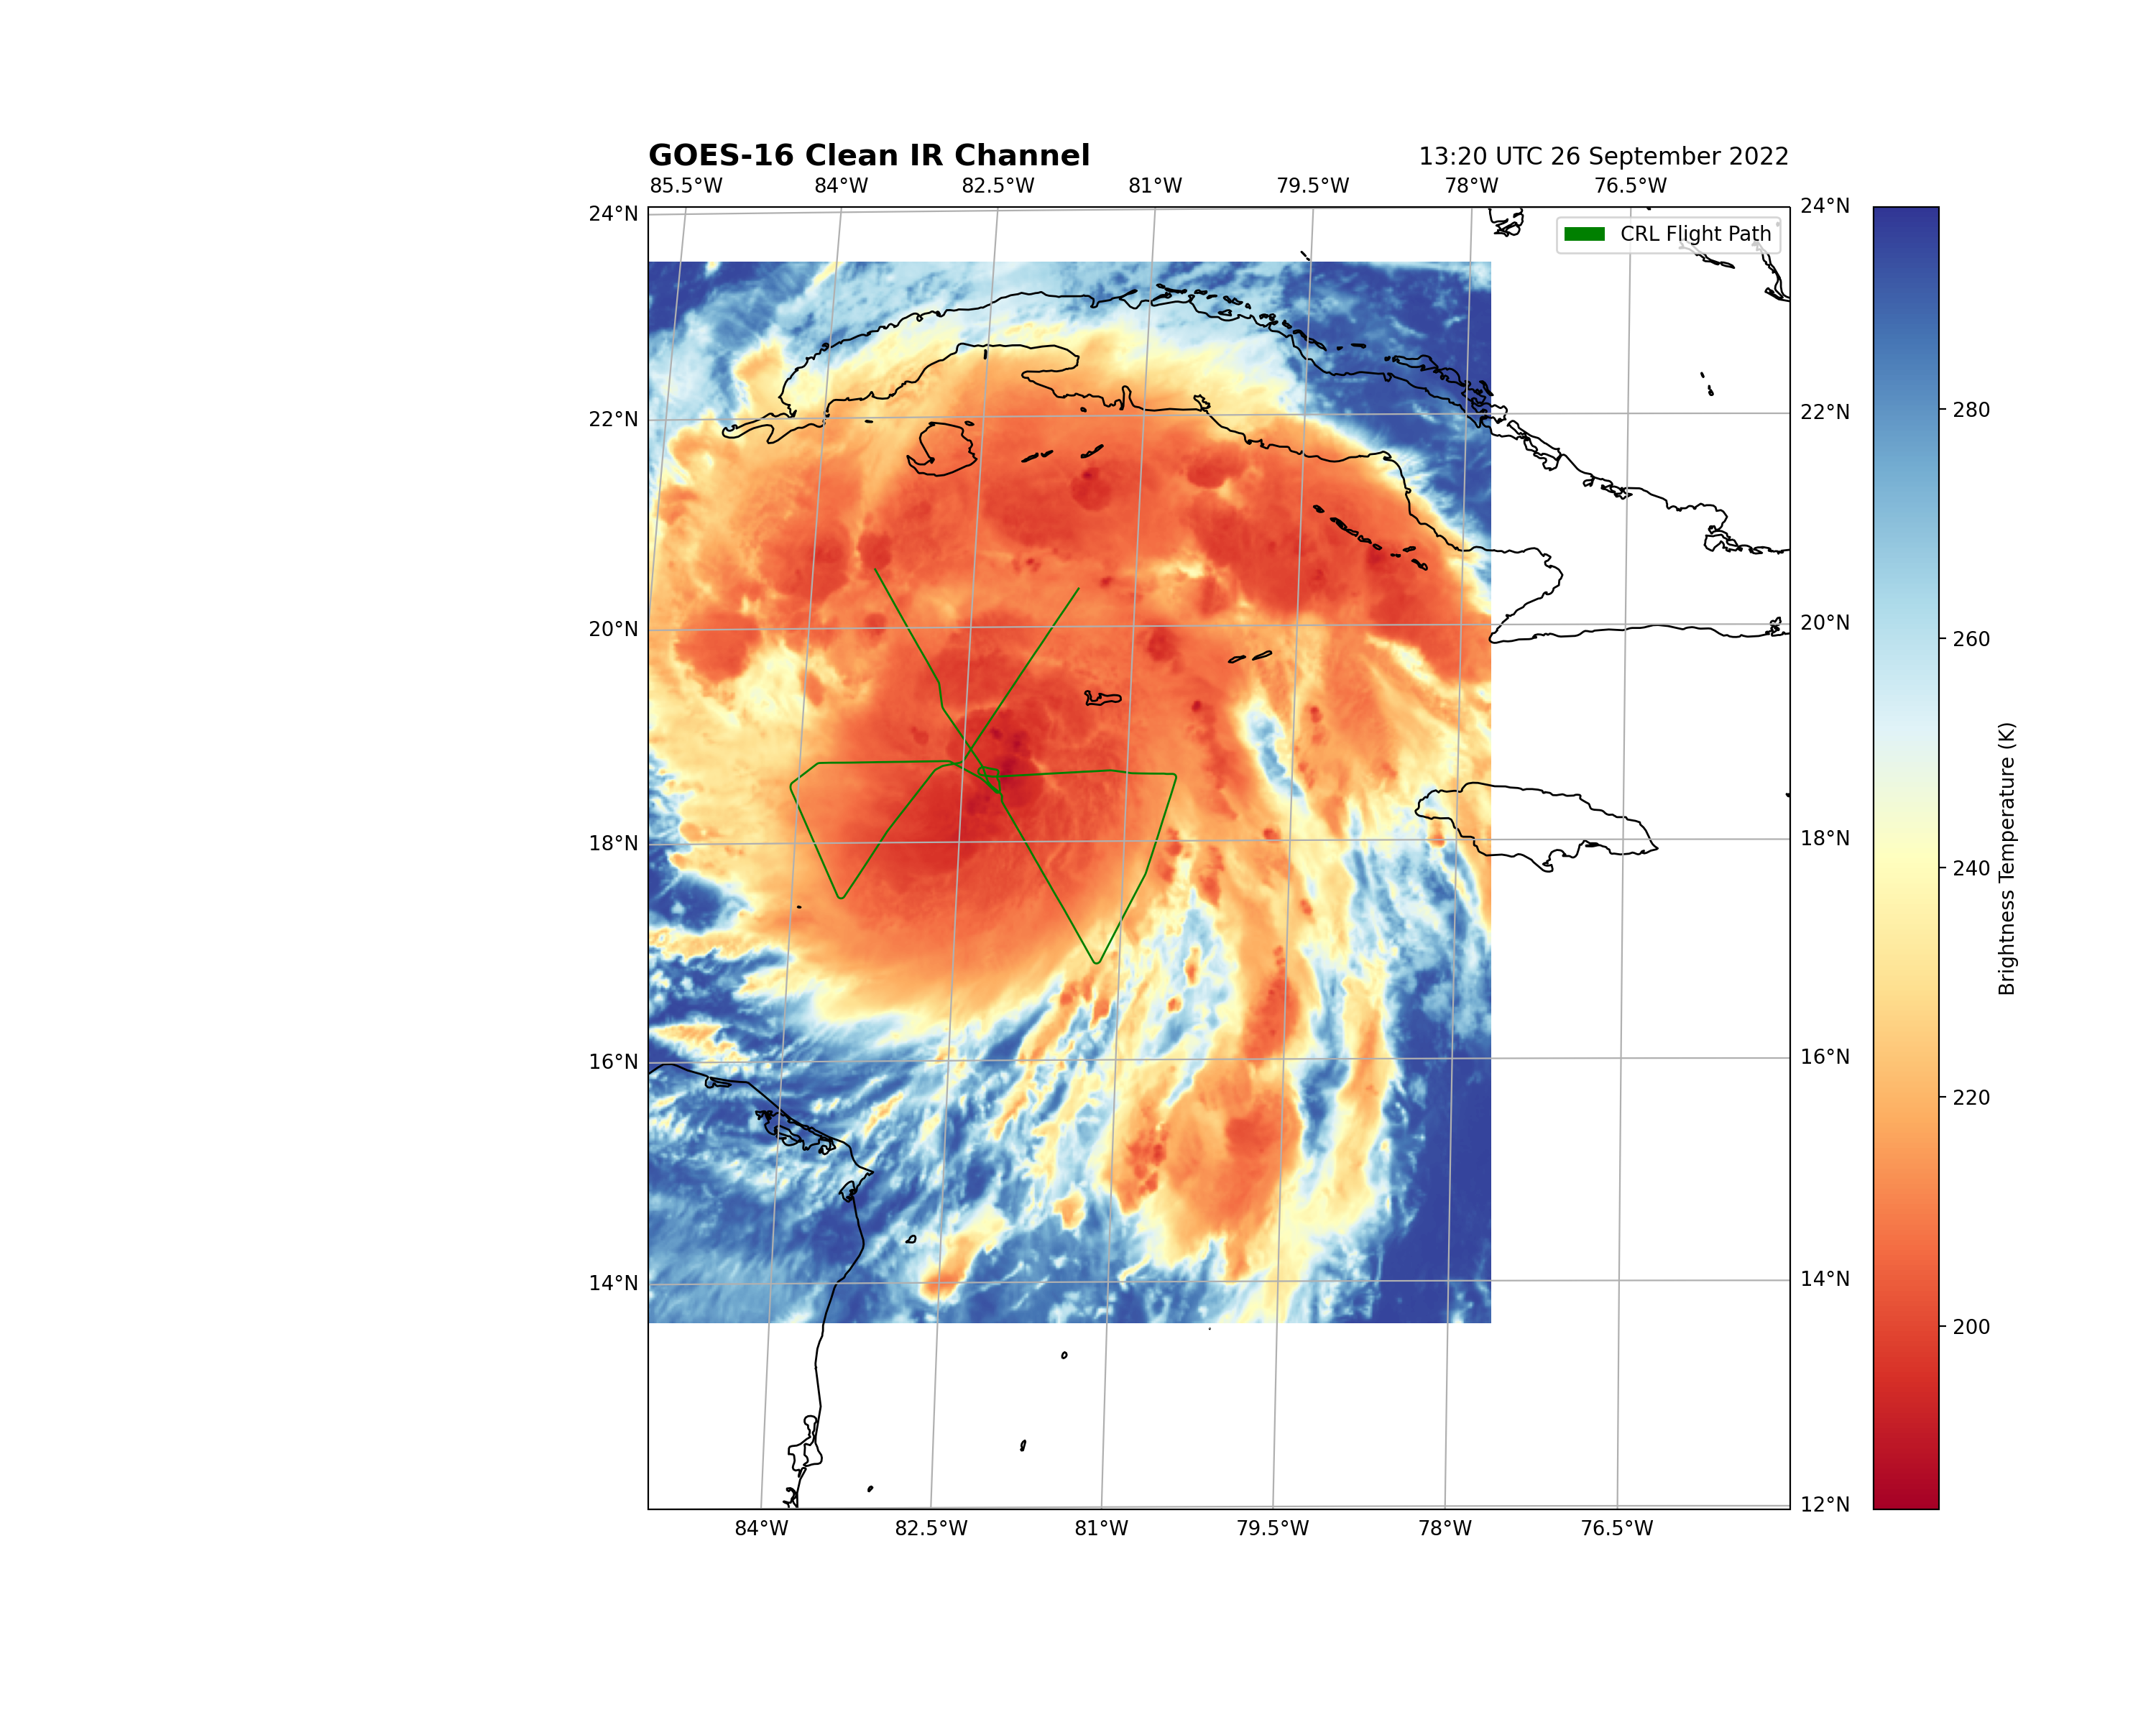 GOES-16 Clean IR Channel
13:20 UTC 26 September 2022
85.5°W 84°W 82.5°W 81°W 79.5°W 78°W 76.5°W
24°N 24°N
CRL Flight Path
22°N 22°N 280
20°N 20°N 260
18°N 18°N 240
Brightness Temperature (K)
16°N 16°N 220
14°N 14°N 200
12°N
84°W 82.5°W 81°W 79.5°W 78°W 76.5°W